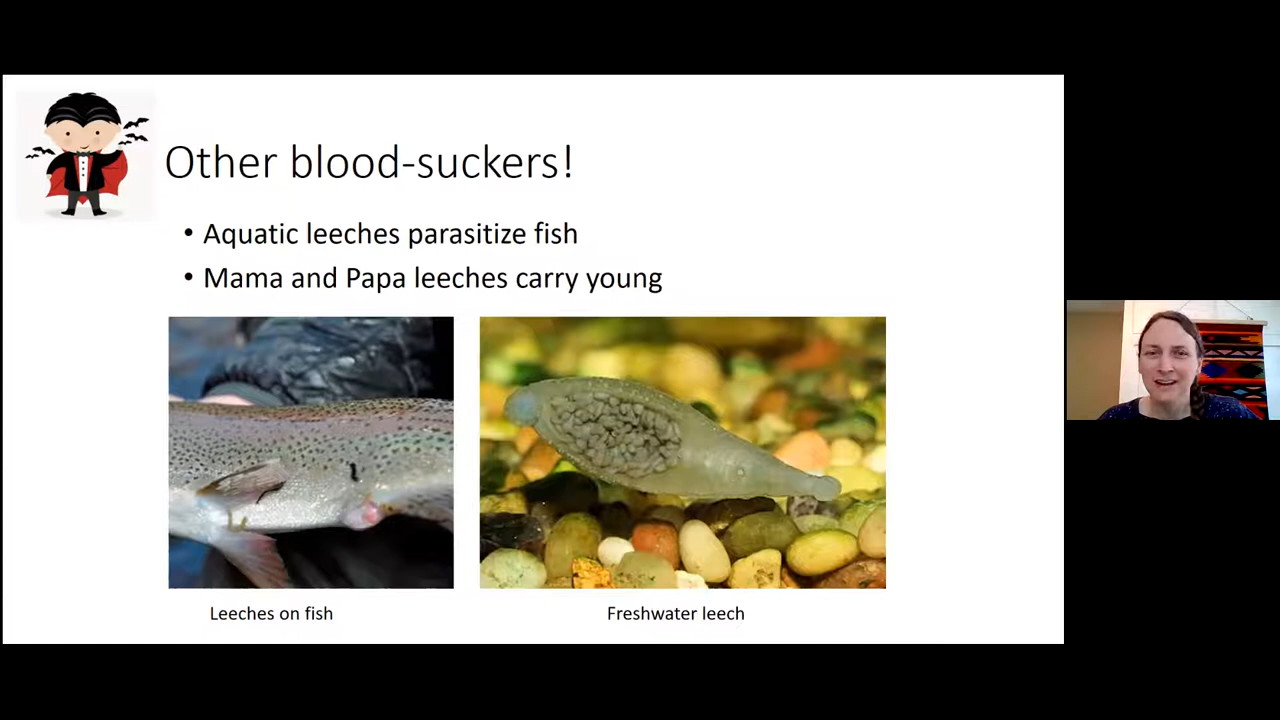 Other blood-suckers!
• Aquatic leeches parasitize fish
• Mama and Papa leeches carry young
Leeches on fish
Freshwater leech